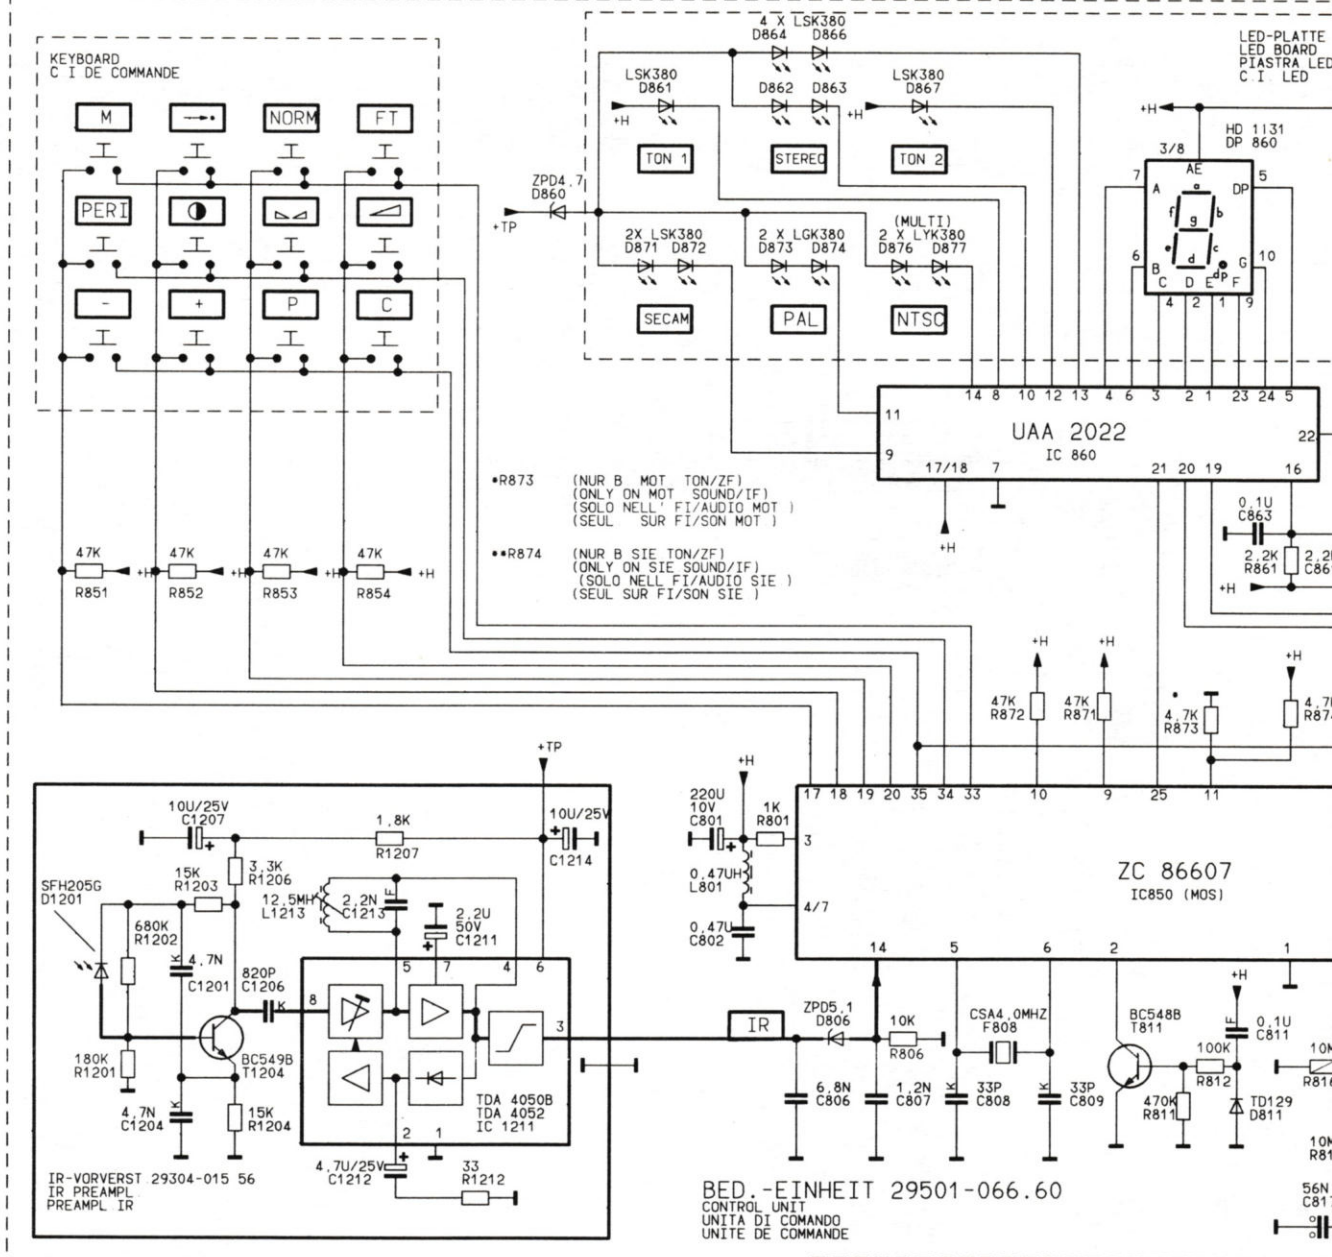 KEYBOARD
C I DE COMMANDE
M
NORM
FT
PERI
-
+
P
C
4 X LSK380
D864 D866
LSK380
D861
+H
D862 D863
LSK380
D867
+H
TON 1
STEREO
TON 2
ZPD4,7
D860
+TP
2X LSK380
D871 D872
2 X LGK380
D873 D874
(MULTI)
2 X LYK380
D876 D877
SECAM
PAL
NTSC
LED-PLATTE
LED BOARD
PIASTRA LED
C.I. LED
+H
HD 1131
DP 860
3/8
AE
7 A DP 5
a
f b
g
e c
d
dp
6 B G 10
C D E F
4 2 1 9
14 8 10 12 13 4 6 3 2 1 23 24 5
11
9
UAA 2022
IC 860
22
17/18 7 21 20 19 16
+H
0,1U
C863
2,2K
R861
+H
*R873 (NUR B. MOT. TON/ZF)
(ONLY ON MOT. SOUND/IF)
(SOLO NELL' FI/AUDIO MOT.)
(SEUL SUR FI/SON MOT.)
**R874 (NUR B SIE TON/ZF)
(ONLY ON SIE SOUND/IF)
(SOLO NELL FI/AUDIO SIE )
(SEUL SUR FI/SON SIE )
47K
R851
+H
47K
R852
+H
47K
R853
+H
47K
R854
+H
+H
47K
R872
+H
47K
R871
*
4,7K
R873
+H
17 18 19 20 35 34 33 10 9 25 11
+H
220U
10V
C801
1K
R801
3
0,47UH
L801
4/7
0,47U
C802
ZC 86607
IC850 (MOS)
14 5 6 2 1
IR
ZPD5,1
D806
10K
R806
6,8N
C806
1,2N
C807
CSA4,0MHZ
F808
K
33P
C808
K
33P
C809
BC548B
T811
+H
F
0,1U
C811
100K
R812
470K
R811
TD129
D811
10M
R816
56N
+TP
10U/25V
C1207
1,8K
R1207
10U/25V
C1214
SFH205G
D1201
15K
R1203
3,3K
R1206
12,5MH
L1213
F
2,2N
C1213
2,2U
50V
C1211
680K
R1202
K
4,7N
C1201
820P
C1206
K
5 7 4 6
8
3
180K
R1201
BC549B
T1204
K
4,7N
C1204
15K
R1204
TDA 4050B
TDA 4052
IC 1211
2 1
4,7U/25V
C1212
33
R1212
IR-VORVERST 29304-015 56
IR PREAMPL.
PREAMPL IR
BED.-EINHEIT 29501-066.60
CONTROL UNIT
UNITA DI COMANDO
UNITE DE COMMANDE